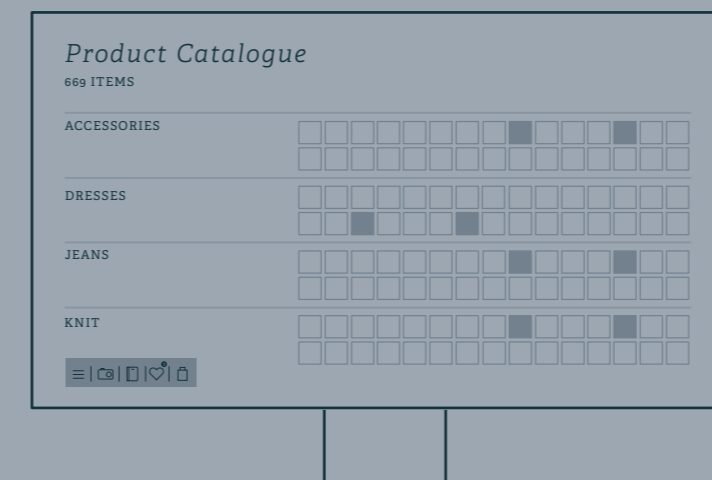 Product Catalogue
669 ITEMS
ACCESSORIES
DRESSES
JEANS
KNIT